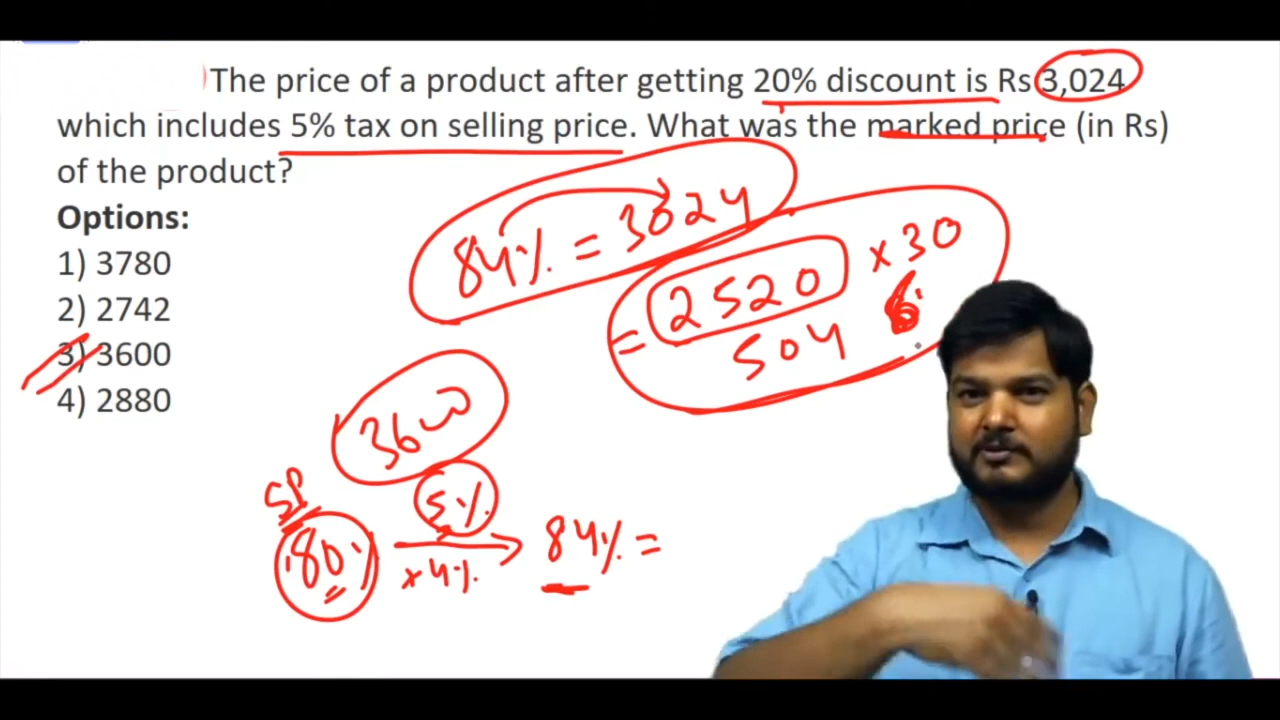 The price of a product after getting 20% discount is Rs 3,024
which includes 5% tax on selling price. What was the marked price (in Rs)
of the product?
Options:
1) 3780
2) 2742
3) 3600
4) 2880
84% = 3024
= 2520 × 30
504 6
3600
SP
80% 5% 84% =
+4%